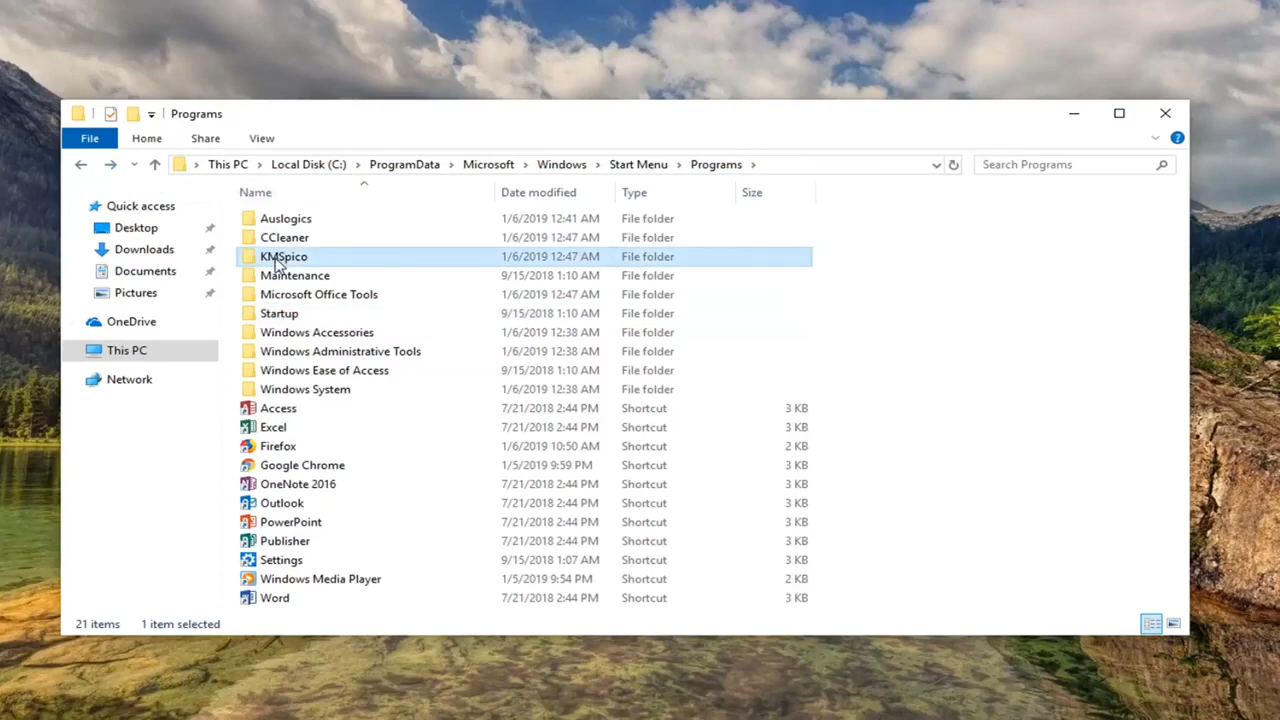 Programs
File Home Share View
This PC Local Disk (C:) ProgramData Microsoft Windows Start Menu Programs Search Programs
Name Date modified Type Size
Quick access
Desktop
Downloads
Documents
Pictures
OneDrive
This PC
Network
Auslogics 1/6/2019 12:41 AM File folder
CCleaner 1/6/2019 12:47 AM File folder
KMSpico 1/6/2019 12:47 AM File folder
Maintenance 9/15/2018 1:10 AM File folder
Microsoft Office Tools 1/6/2019 12:47 AM File folder
Startup 9/15/2018 1:10 AM File folder
Windows Accessories 1/6/2019 12:38 AM File folder
Windows Administrative Tools 1/6/2019 12:38 AM File folder
Windows Ease of Access 9/15/2018 1:10 AM File folder
Windows System 1/6/2019 12:38 AM File folder
Access 7/21/2018 2:44 PM Shortcut 3 KB
Excel 7/21/2018 2:44 PM Shortcut 3 KB
Firefox 1/6/2019 10:50 AM Shortcut 2 KB
Google Chrome 1/5/2019 9:59 PM Shortcut 3 KB
OneNote 2016 7/21/2018 2:44 PM Shortcut 3 KB
Outlook 7/21/2018 2:44 PM Shortcut 3 KB
PowerPoint 7/21/2018 2:44 PM Shortcut 3 KB
Publisher 7/21/2018 2:44 PM Shortcut 3 KB
Settings 9/15/2018 1:07 AM Shortcut 3 KB
Windows Media Player 1/5/2019 9:54 PM Shortcut 2 KB
Word 7/21/2018 2:44 PM Shortcut 3 KB
21 items 1 item selected